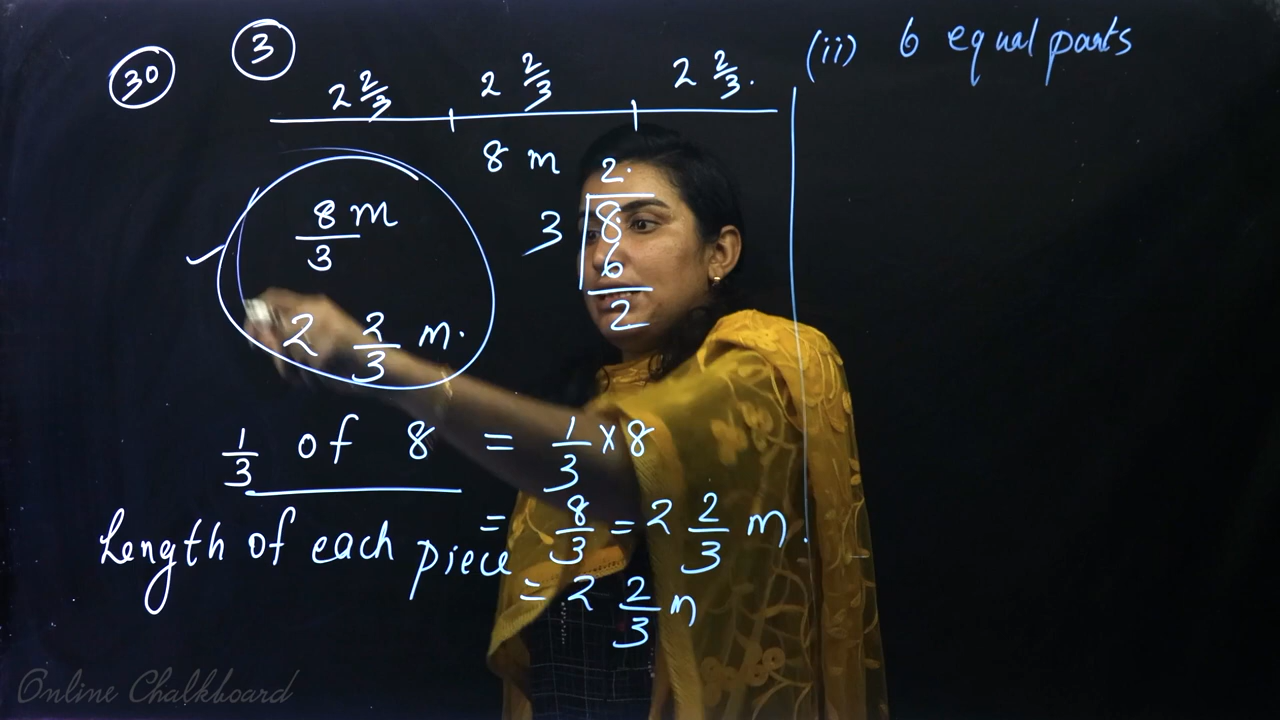 30 3
2 2/3 2 2/3 2 2/3.
8 m
8/3 m
2 2/3 m.
2.
3 8
6
2
1/3 of 8 = 1/3 × 8
= 8/3 = 2 2/3 m.
Length of each piece
= 2 2/3 m
(ii) 6 equal parts
Online Chalkboard